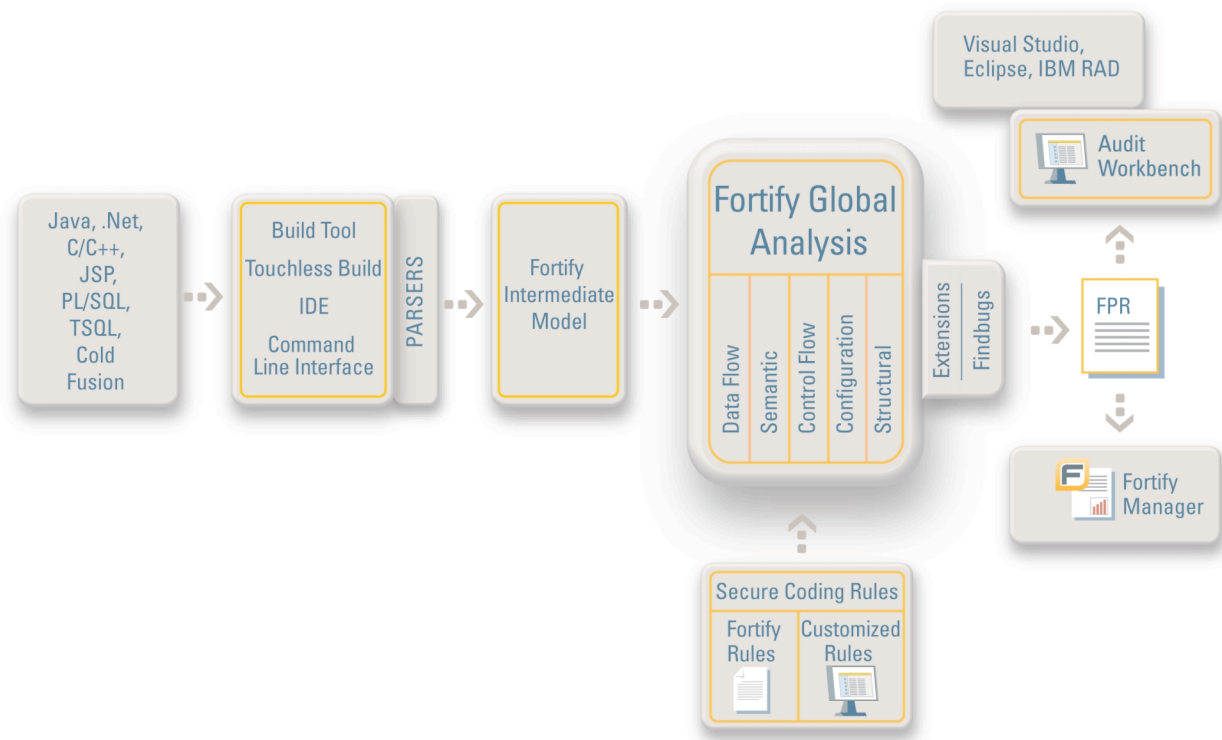 Visual Studio,
Eclipse, IBM RAD
Audit
Workbench
Java, .Net,
C/C++,
JSP,
PL/SQL,
TSQL,
Cold
Fusion
Build Tool
Touchless Build
IDE
Command
Line Interface
PARSERS
Fortify
Intermediate
Model
Fortify Global
Analysis
Data Flow
Semantic
Control Flow
Configuration
Structural
Extensions
Findbugs
FPR
F
Fortify
Manager
Secure Coding Rules
Fortify
Rules
Customized
Rules